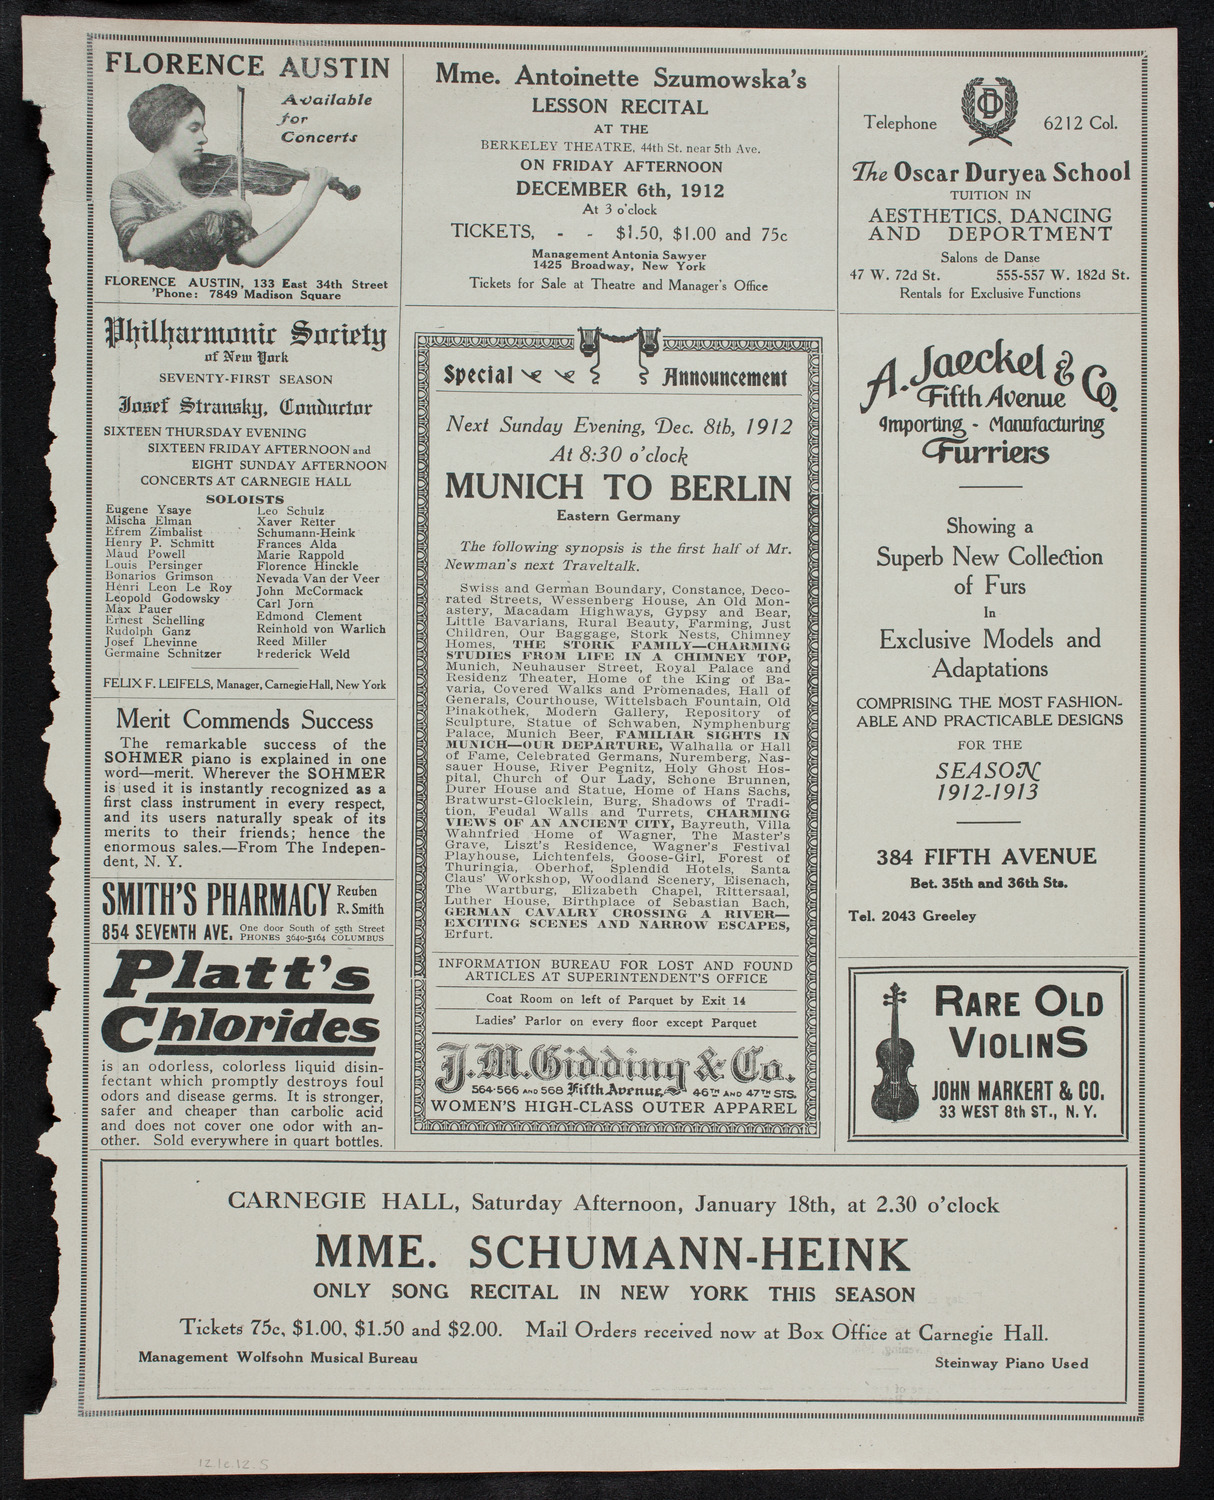 FLORENCE AUSTIN
Available
for
Concerts
FLORENCE AUSTIN, 133 East 34th Street
'Phone: 7849 Madison Square
Philharmonic Society
of New York
SEVENTY-FIRST SEASON
Josef Stransky, Conductor
SIXTEEN THURSDAY EVENING
SIXTEEN FRIDAY AFTERNOON and
EIGHT SUNDAY AFTERNOON
CONCERTS AT CARNEGIE HALL
SOLOISTS
Eugene Ysaye
Mischa Elman
Efrem Zimbalist
Henry P. Schmitt
Maud Powell
Louis Persinger
Bonarios Grimson
Henri Leon Le Roy
Leopold Godowsky
Max Pauer
Ernest Schelling
Rudolph Ganz
Josef Lhevinne
Germaine Schnitzer
Leo Schulz
Xaver Reiter
Schumann-Heink
Frances Alda
Marie Rappold
Florence Hinckle
Nevada Van der Veer
John McCormack
Carl Jorn
Edmond Clement
Reinhold von Warlich
Reed Miller
Frederick Weld
FELIX F. LEIFELS, Manager, Carnegie Hall, New York
Merit Commends Success
The remarkable success of the
SOHMER piano is explained in one
word—merit. Wherever the SOHMER
is used it is instantly recognized as a
first class instrument in every respect,
and its users naturally speak of its
merits to their friends; hence the
enormous sales.—From The Indepen-
dent, N. Y.
SMITH'S PHARMACY Reuben
R. Smith
854 SEVENTH AVE. One door South of 55th Street
PHONES 3640-5164 COLUMBUS
Platt's
Chlorides
is an odorless, colorless liquid disin-
fectant which promptly destroys foul
odors and disease germs. It is stronger,
safer and cheaper than carbolic acid
and does not cover one odor with an-
other. Sold everywhere in quart bottles.
Mme. Antoinette Szumowska's
LESSON RECITAL
AT THE
BERKELEY THEATRE, 44th St. near 5th Ave.
ON FRIDAY AFTERNOON
DECEMBER 6th, 1912
At 3 o'clock
TICKETS, - - $1.50, $1.00 and 75c
Management Antonia Sawyer
1425 Broadway, New York
Tickets for Sale at Theatre and Manager's Office
Special Announcement
Next Sunday Evening, Dec. 8th, 1912
At 8:30 o'clock
MUNICH TO BERLIN
Eastern Germany
The following synopsis is the first half of Mr.
Newman's next Traveltalk.
Swiss and German Boundary, Constance, Deco-
rated Streets, Wessenberg House, An Old Mon-
astery, Macadam Highways, Gypsy and Bear,
Little Bavarians, Rural Beauty, Farming, Just
Children, Our Baggage, Stork Nests, Chimney
Homes, THE STORK FAMILY—CHARMING
STUDIES FROM LIFE IN A CHIMNEY TOP,
Munich, Neuhauser Street, Royal Palace and
Residenz Theater, Home of the King of Ba-
varia, Covered Walks and Promenades, Hall of
Generals, Courthouse, Wittelsbach Fountain, Old
Pinakothek, Modern Gallery, Repository of
Sculpture, Statue of Schwaben, Nymphenburg
Palace, Munich Beer, FAMILIAR SIGHTS IN
MUNICH—OUR DEPARTURE, Walhalla or Hall
of Fame, Celebrated Germans, Nuremberg, Nas-
sauer House, River Pegnitz, Holy Ghost Hos-
pital, Church of Our Lady, Schone Brunnen,
Durer House and Statue, Home of Hans Sachs,
Bratwurst-Glocklein, Burg, Shadows of Tradi-
tion, Feudal Walls and Turrets, CHARMING
VIEWS OF AN ANCIENT CITY, Bayreuth, Villa
Wahnfried Home of Wagner, The Master's
Grave, Liszt's Residence, Wagner's Festival
Playhouse, Lichtenfels, Goose-Girl, Forest of
Thuringia, Oberhof, Splendid Hotels, Santa
Claus' Workshop, Woodland Scenery, Eisenach,
The Wartburg, Elizabeth Chapel, Rittersaal,
Luther House, Birthplace of Sebastian Bach,
GERMAN CAVALRY CROSSING A RIVER—
EXCITING SCENES AND NARROW ESCAPES,
Erfurt.
INFORMATION BUREAU FOR LOST AND FOUND
ARTICLES AT SUPERINTENDENT'S OFFICE
Coat Room on left of Parquet by Exit 14
Ladies' Parlor on every floor except Parquet
J.M. Gidding & Co.
564-566 AND 568 Fifth Avenue, 46TH AND 47TH STS.
WOMEN'S HIGH-CLASS OUTER APPAREL
OD
Telephone 6212 Col.
The Oscar Duryea School
TUITION IN
AESTHETICS, DANCING
AND DEPORTMENT
Salons de Danse
47 W. 72d St. 555-557 W. 182d St.
Rentals for Exclusive Functions
A. Jaeckel & Co.
Fifth Avenue
Importing - Manufacturing
Furriers
Showing a
Superb New Collection
of Furs
In
Exclusive Models and
Adaptations
COMPRISING THE MOST FASHION-
ABLE AND PRACTICABLE DESIGNS
FOR THE
SEASON
1912-1913
384 FIFTH AVENUE
Bet. 35th and 36th Sts.
Tel. 2043 Greeley
RARE OLD
VIOLINS
JOHN MARKERT & CO.
33 WEST 8th ST., N. Y.
CARNEGIE HALL, Saturday Afternoon, January 18th, at 2.30 o'clock
MME. SCHUMANN-HEINK
ONLY SONG RECITAL IN NEW YORK THIS SEASON
Tickets 75c, $1.00, $1.50 and $2.00. Mail Orders received now at Box Office at Carnegie Hall.
Management Wolfsohn Musical Bureau
Steinway Piano Used